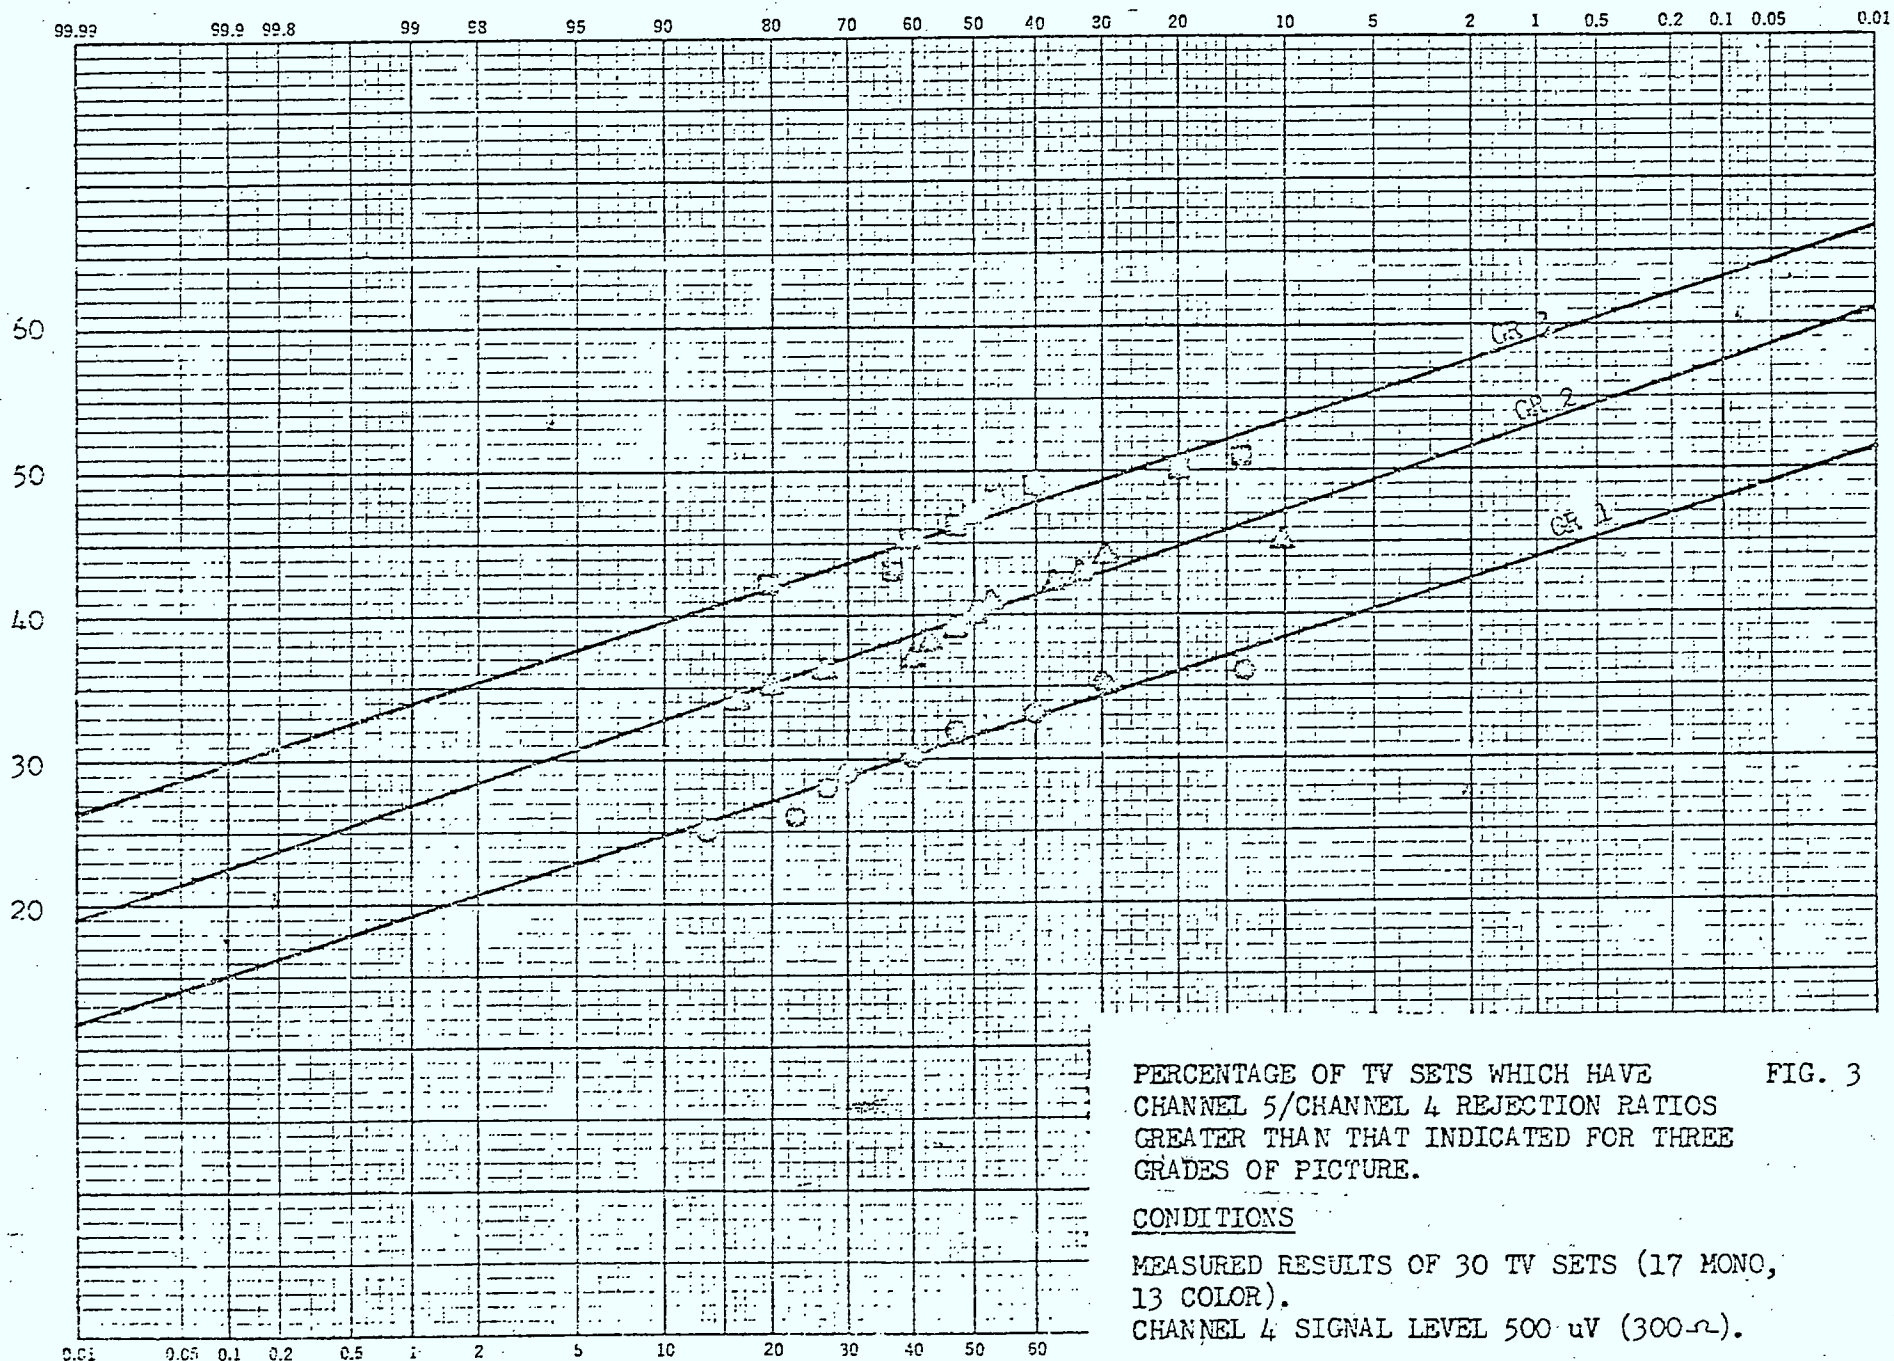 99.99 99.9 99.8 99 98 95 90 80 70 60 50 40 30 20 10 5 2 1 0.5 0.2 0.1 0.05 0.01
60
50
40
30
20
GR 3
GR 2
GR 1
PERCENTAGE OF TV SETS WHICH HAVE FIG. 3
CHANNEL 5/CHANNEL 4 REJECTION RATIOS
GREATER THAN THAT INDICATED FOR THREE
GRADES OF PICTURE.
CONDITIONS
MEASURED RESULTS OF 30 TV SETS (17 MONO,
13 COLOR).
CHANNEL 4 SIGNAL LEVEL 500 uV (300Ω).
0.01 0.05 0.1 0.2 0.5 1 2 5 10 20 30 40 50 60